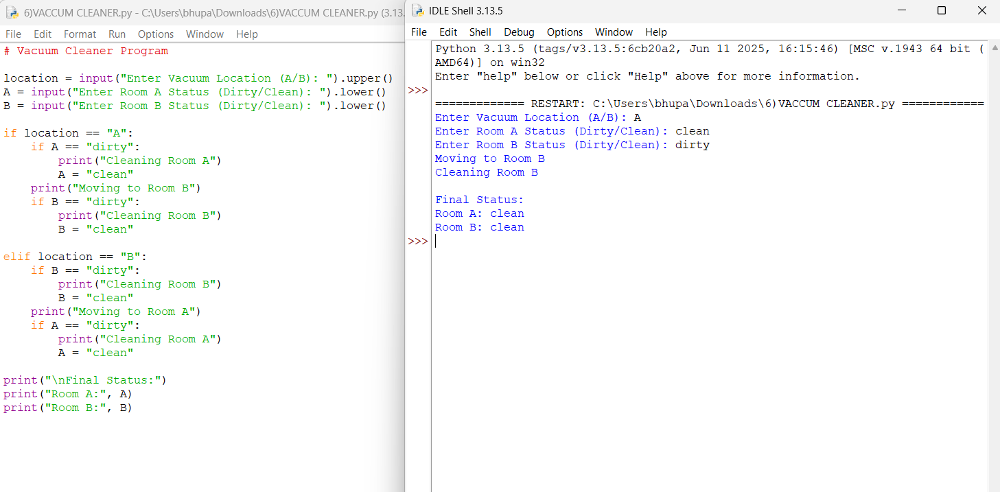 6)VACCUM CLEANER.py - C:\Users\bhupa\Downloads\6)VACCUM CLEANER.py (3.13.
File Edit Format Run Options Window Help
# Vacuum Cleaner Program

location = input("Enter Vacuum Location (A/B): ").upper()
A = input("Enter Room A Status (Dirty/Clean): ").lower()
B = input("Enter Room B Status (Dirty/Clean): ").lower()

if location == "A":
    if A == "dirty":
        print("Cleaning Room A")
        A = "clean"
    print("Moving to Room B")
    if B == "dirty":
        print("Cleaning Room B")
        B = "clean"

elif location == "B":
    if B == "dirty":
        print("Cleaning Room B")
        B = "clean"
    print("Moving to Room A")
    if A == "dirty":
        print("Cleaning Room A")
        A = "clean"

print("\nFinal Status:")
print("Room A:", A)
print("Room B:", B)
IDLE Shell 3.13.5
File Edit Shell Debug Options Window Help
Python 3.13.5 (tags/v3.13.5:6cb20a2, Jun 11 2025, 16:15:46) [MSC v.1943 64 bit (
AMD64)] on win32
Enter "help" below or click "Help" above for more information.
>>>
============= RESTART: C:\Users\bhupa\Downloads\6)VACCUM CLEANER.py ============
Enter Vacuum Location (A/B): A
Enter Room A Status (Dirty/Clean): clean
Enter Room B Status (Dirty/Clean): dirty
Moving to Room B
Cleaning Room B

Final Status:
Room A: clean
Room B: clean
>>>